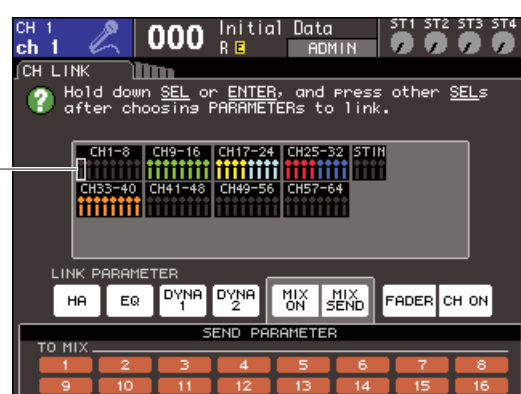 CH 1 000 Initial Data ST1 ST2 ST3 ST4
ch 1 R E ADMIN
CH LINK
? Hold down SEL or ENTER, and press other SELs
after choosing PARAMETERs to link.
CH1-8 CH9-16 CH17-24 CH25-32 STIN
CH33-40 CH41-48 CH49-56 CH57-64
LINK PARAMETER
HA EQ DYNA 1 DYNA 2 MIX ON MIX SEND FADER CH ON
SEND PARAMETER
TO MIX
1 2 3 4 5 6 7 8
9 10 11 12 13 14 15 16